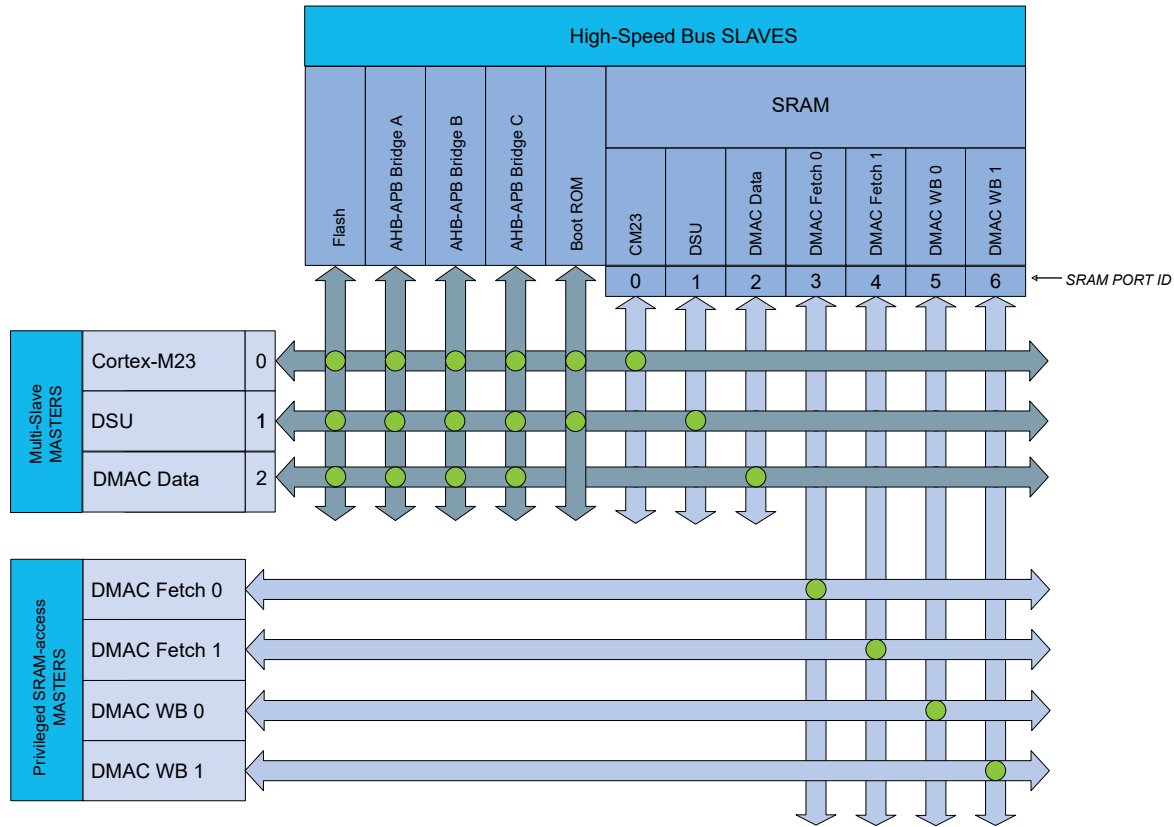 High-Speed Bus SLAVES
SRAM
Flash
AHB-APB Bridge A
AHB-APB Bridge B
AHB-APB Bridge C
Boot ROM
CM23
DSU
DMAC Data
DMAC Fetch 0
DMAC Fetch 1
DMAC WB 0
DMAC WB 1
0 1 2 3 4 5 6
SRAM PORT ID
Multi-Slave
MASTERS
Cortex-M23 0
DSU 1
DMAC Data 2
Privileged SRAM-access
MASTERS
DMAC Fetch 0
DMAC Fetch 1
DMAC WB 0
DMAC WB 1